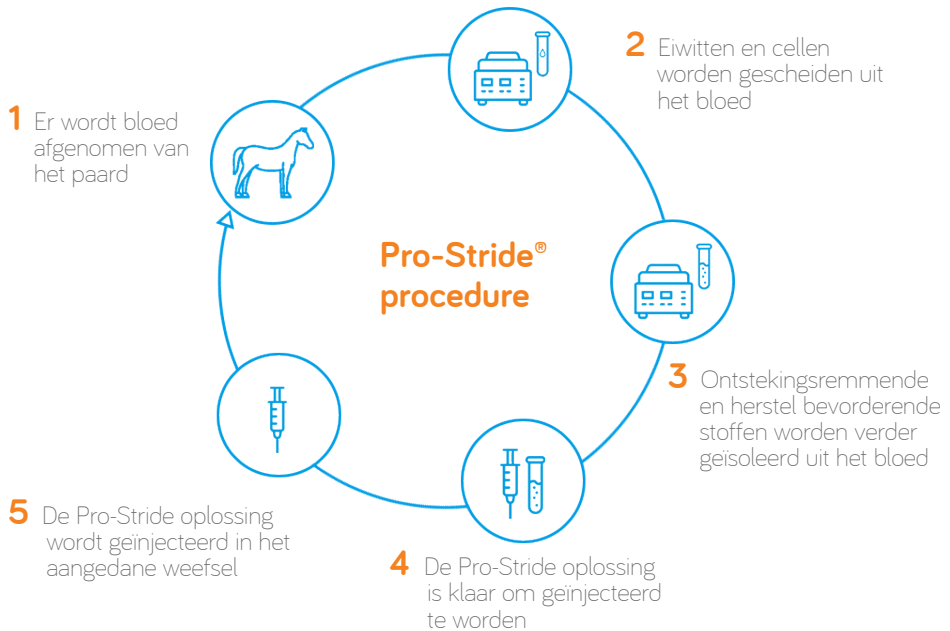 Pro-Stride®
procedure
1 Er wordt bloed
afgenomen van
het paard
2 Eiwitten en cellen
worden gescheiden uit
het bloed
3 Ontstekingsremmende
en herstel bevorderende
stoffen worden verder
geïsoleerd uit het bloed
4 De Pro-Stride oplossing
is klaar om geïnjecteerd
te worden
5 De Pro-Stride oplossing
wordt geïnjecteerd in het
aangedane weefsel